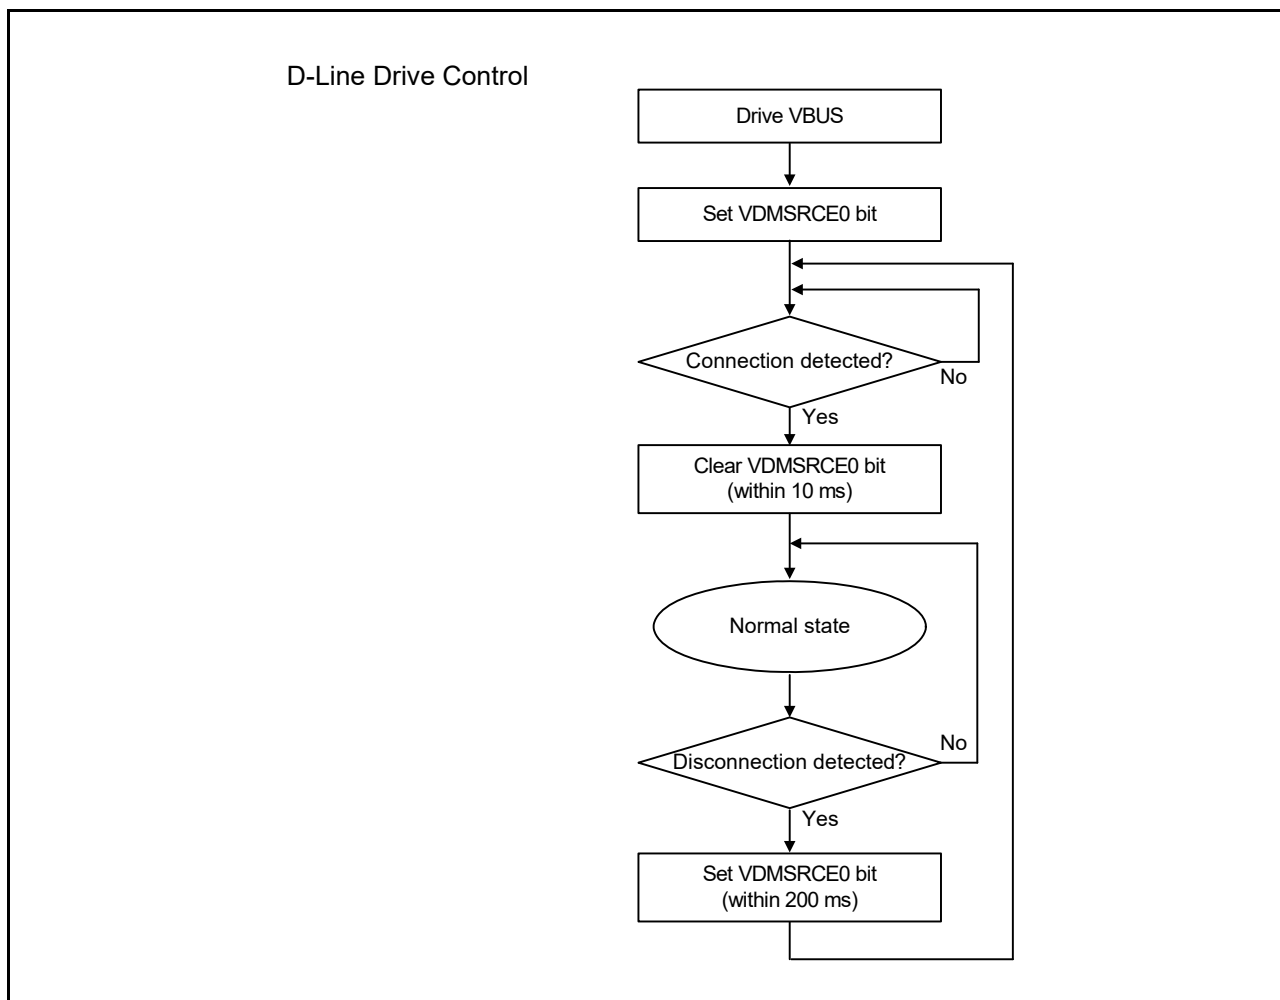 D-Line Drive Control
Drive VBUS
Set VDMSRCE0 bit
Connection detected?
No
Yes
Clear VDMSRCE0 bit
(within 10 ms)
Normal state
Disconnection detected?
No
Yes
Set VDMSRCE0 bit
(within 200 ms)